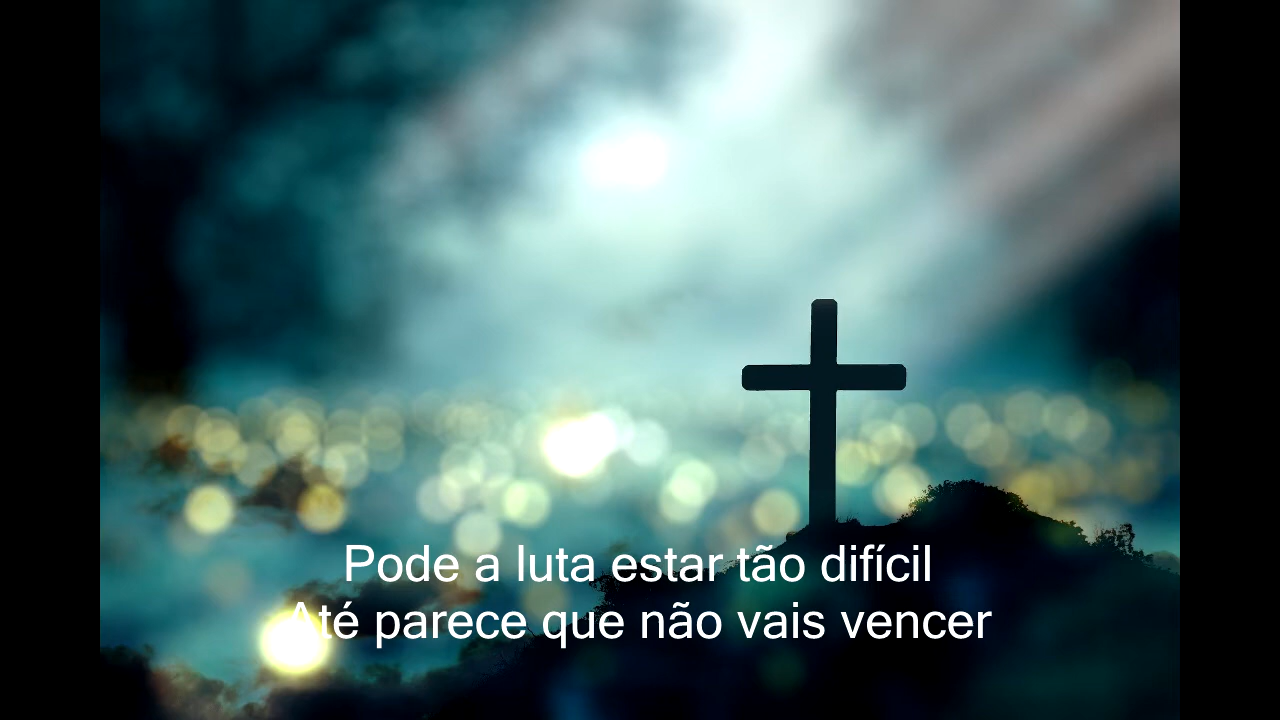 Pode a luta estar tão difícil
Até parece que não vais vencer